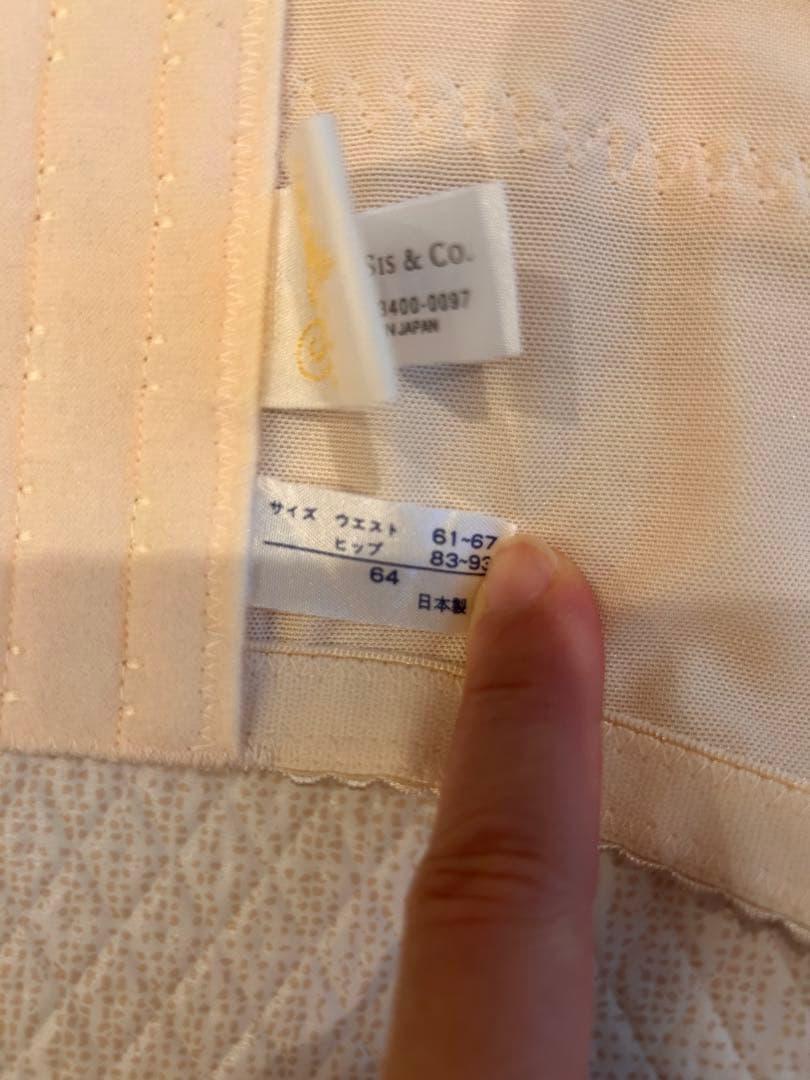 SIS & CO.
3400-0097
N JAPAN
サイズ ウエスト 61~67
ヒップ 83~93
64
日本製